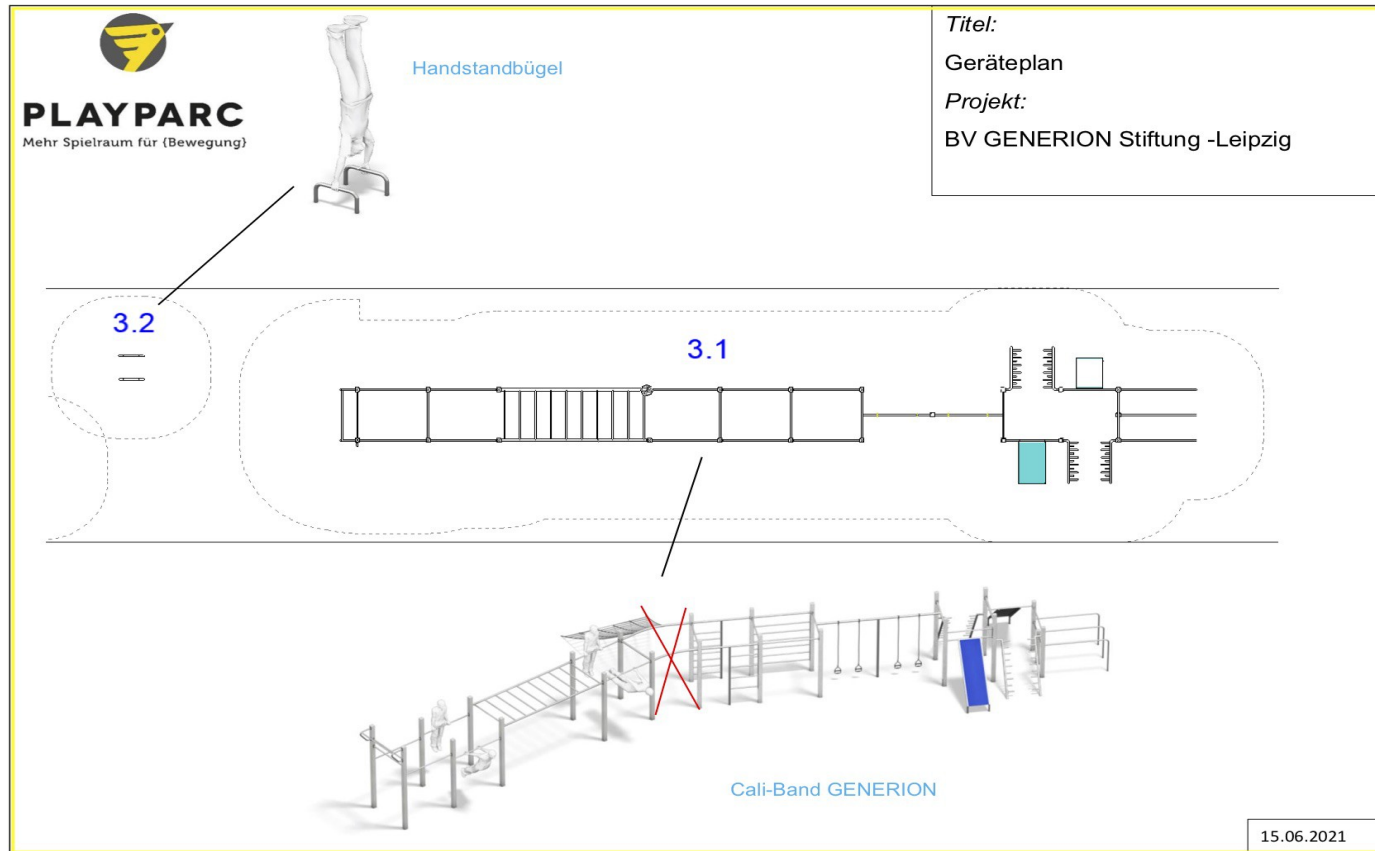 PLAYPARC
Mehr Spielraum für {Bewegung}
Handstandbügel
Titel:
Geräteplan
Projekt:
BV GENERION Stiftung -Leipzig
3.2
3.1
Cali-Band GENERION
15.06.2021